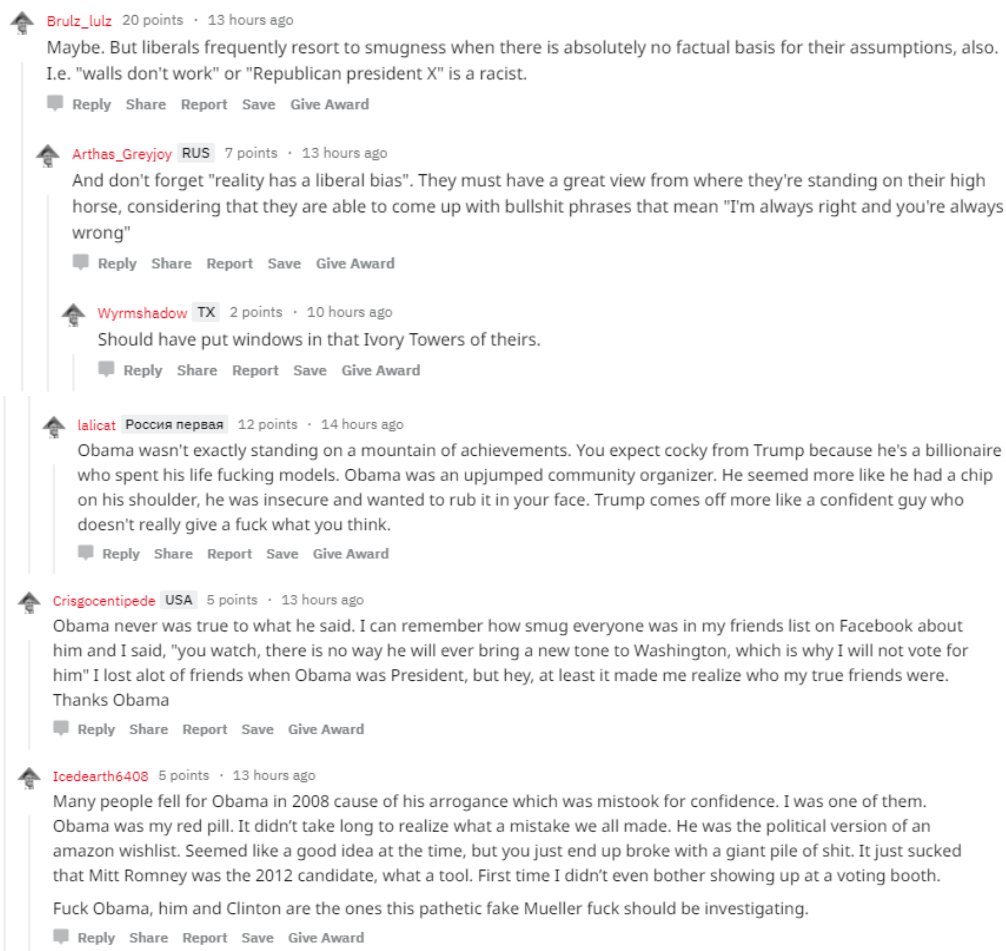 Brulz_lulz 20 points · 13 hours ago
Maybe. But liberals frequently resort to smugness when there is absolutely no factual basis for their assumptions, also.
I.e. "walls don't work" or "Republican president X" is a racist.
Reply Share Report Save Give Award
Arthas_Greyjoy RUS 7 points · 13 hours ago
And don't forget "reality has a liberal bias". They must have a great view from where they're standing on their high
horse, considering that they are able to come up with bullshit phrases that mean "I'm always right and you're always
wrong"
Reply Share Report Save Give Award
Wyrmshadow TX 2 points · 10 hours ago
Should have put windows in that Ivory Towers of theirs.
Reply Share Report Save Give Award
lalicat Россия первая 12 points · 14 hours ago
Obama wasn't exactly standing on a mountain of achievements. You expect cocky from Trump because he's a billionaire
who spent his life fucking models. Obama was an upjumped community organizer. He seemed more like he had a chip
on his shoulder, he was insecure and wanted to rub it in your face. Trump comes off more like a confident guy who
doesn't really give a fuck what you think.
Reply Share Report Save Give Award
Crisgocentipede USA 5 points · 13 hours ago
Obama never was true to what he said. I can remember how smug everyone was in my friends list on Facebook about
him and I said, "you watch, there is no way he will ever bring a new tone to Washington, which is why I will not vote for
him" I lost alot of friends when Obama was President, but hey, at least it made me realize who my true friends were.
Thanks Obama
Reply Share Report Save Give Award
Icedearth6408 5 points · 13 hours ago
Many people fell for Obama in 2008 cause of his arrogance which was mistook for confidence. I was one of them.
Obama was my red pill. It didn't take long to realize what a mistake we all made. He was the political version of an
amazon wishlist. Seemed like a good idea at the time, but you just end up broke with a giant pile of shit. It just sucked
that Mitt Romney was the 2012 candidate, what a tool. First time I didn't even bother showing up at a voting booth.
Fuck Obama, him and Clinton are the ones this pathetic fake Mueller fuck should be investigating.
Reply Share Report Save Give Award